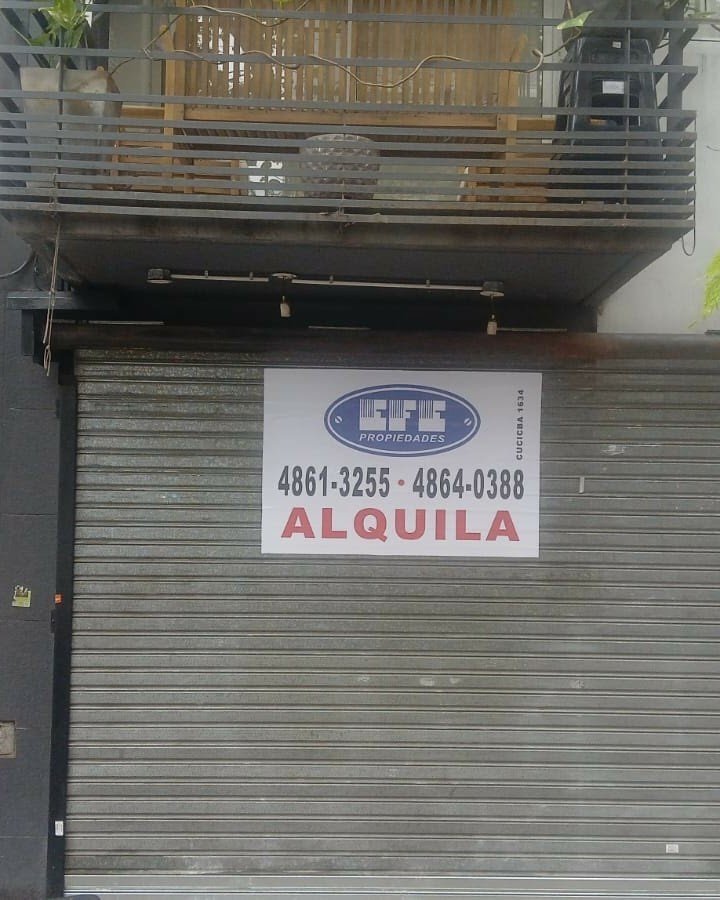 EFE
PROPIEDADES
CUCICBA 1634
4861-3255 • 4864-0388
ALQUILA